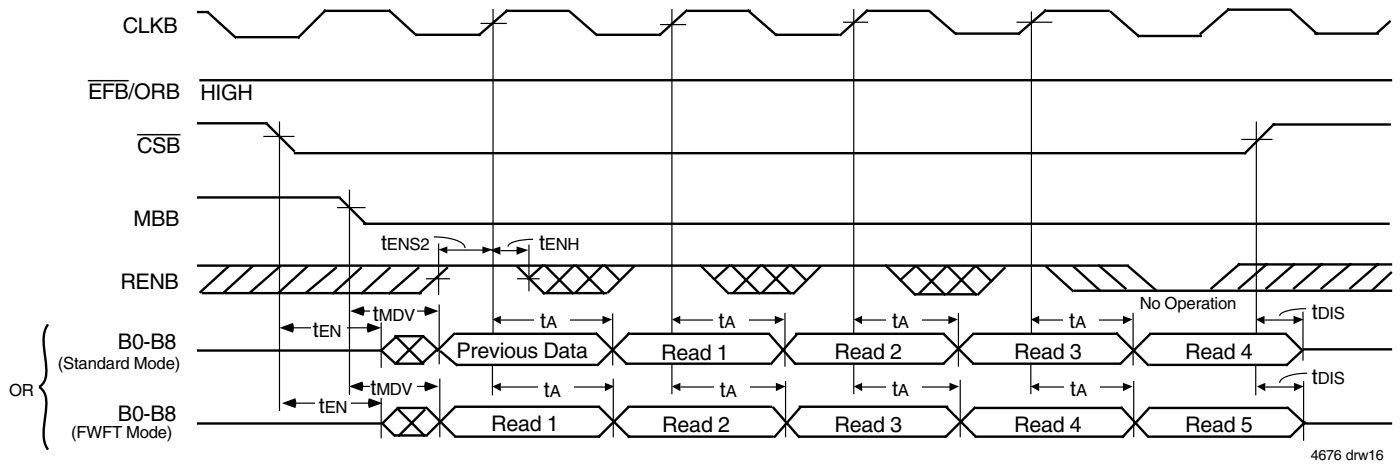 CLKB
EFB/ORB HIGH
CSB
MBB
tENS2 tENH
RENB
No Operation
tEN tMDV tA tA tA tA tDIS
B0-B8 Previous Data Read 1 Read 2 Read 3 Read 4
(Standard Mode)
OR
tEN tMDV tA tA tA tA tDIS
B0-B8 Read 1 Read 2 Read 3 Read 4 Read 5
(FWFT Mode)
4676 drw16